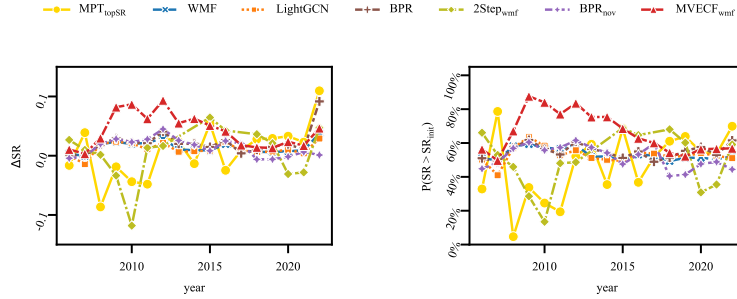 MPT_topSR WMF LightGCN BPR 2Step_wmf BPR_nov MVECF_wmf
0.1
0.0
-0.1
ΔSR
2010 2015 2020
year
100%
80%
60%
40%
20%
0%
P(SR > SR_init)
2010 2015 2020
year